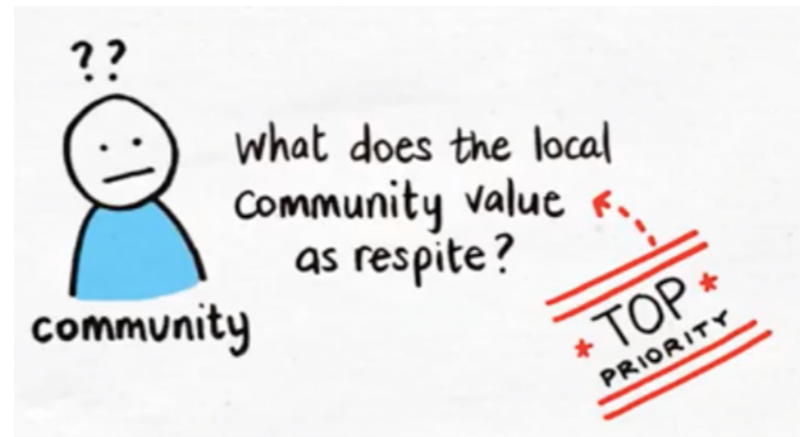 ??
What does the local
community value
as respite?
community
* TOP *
PRIORITY